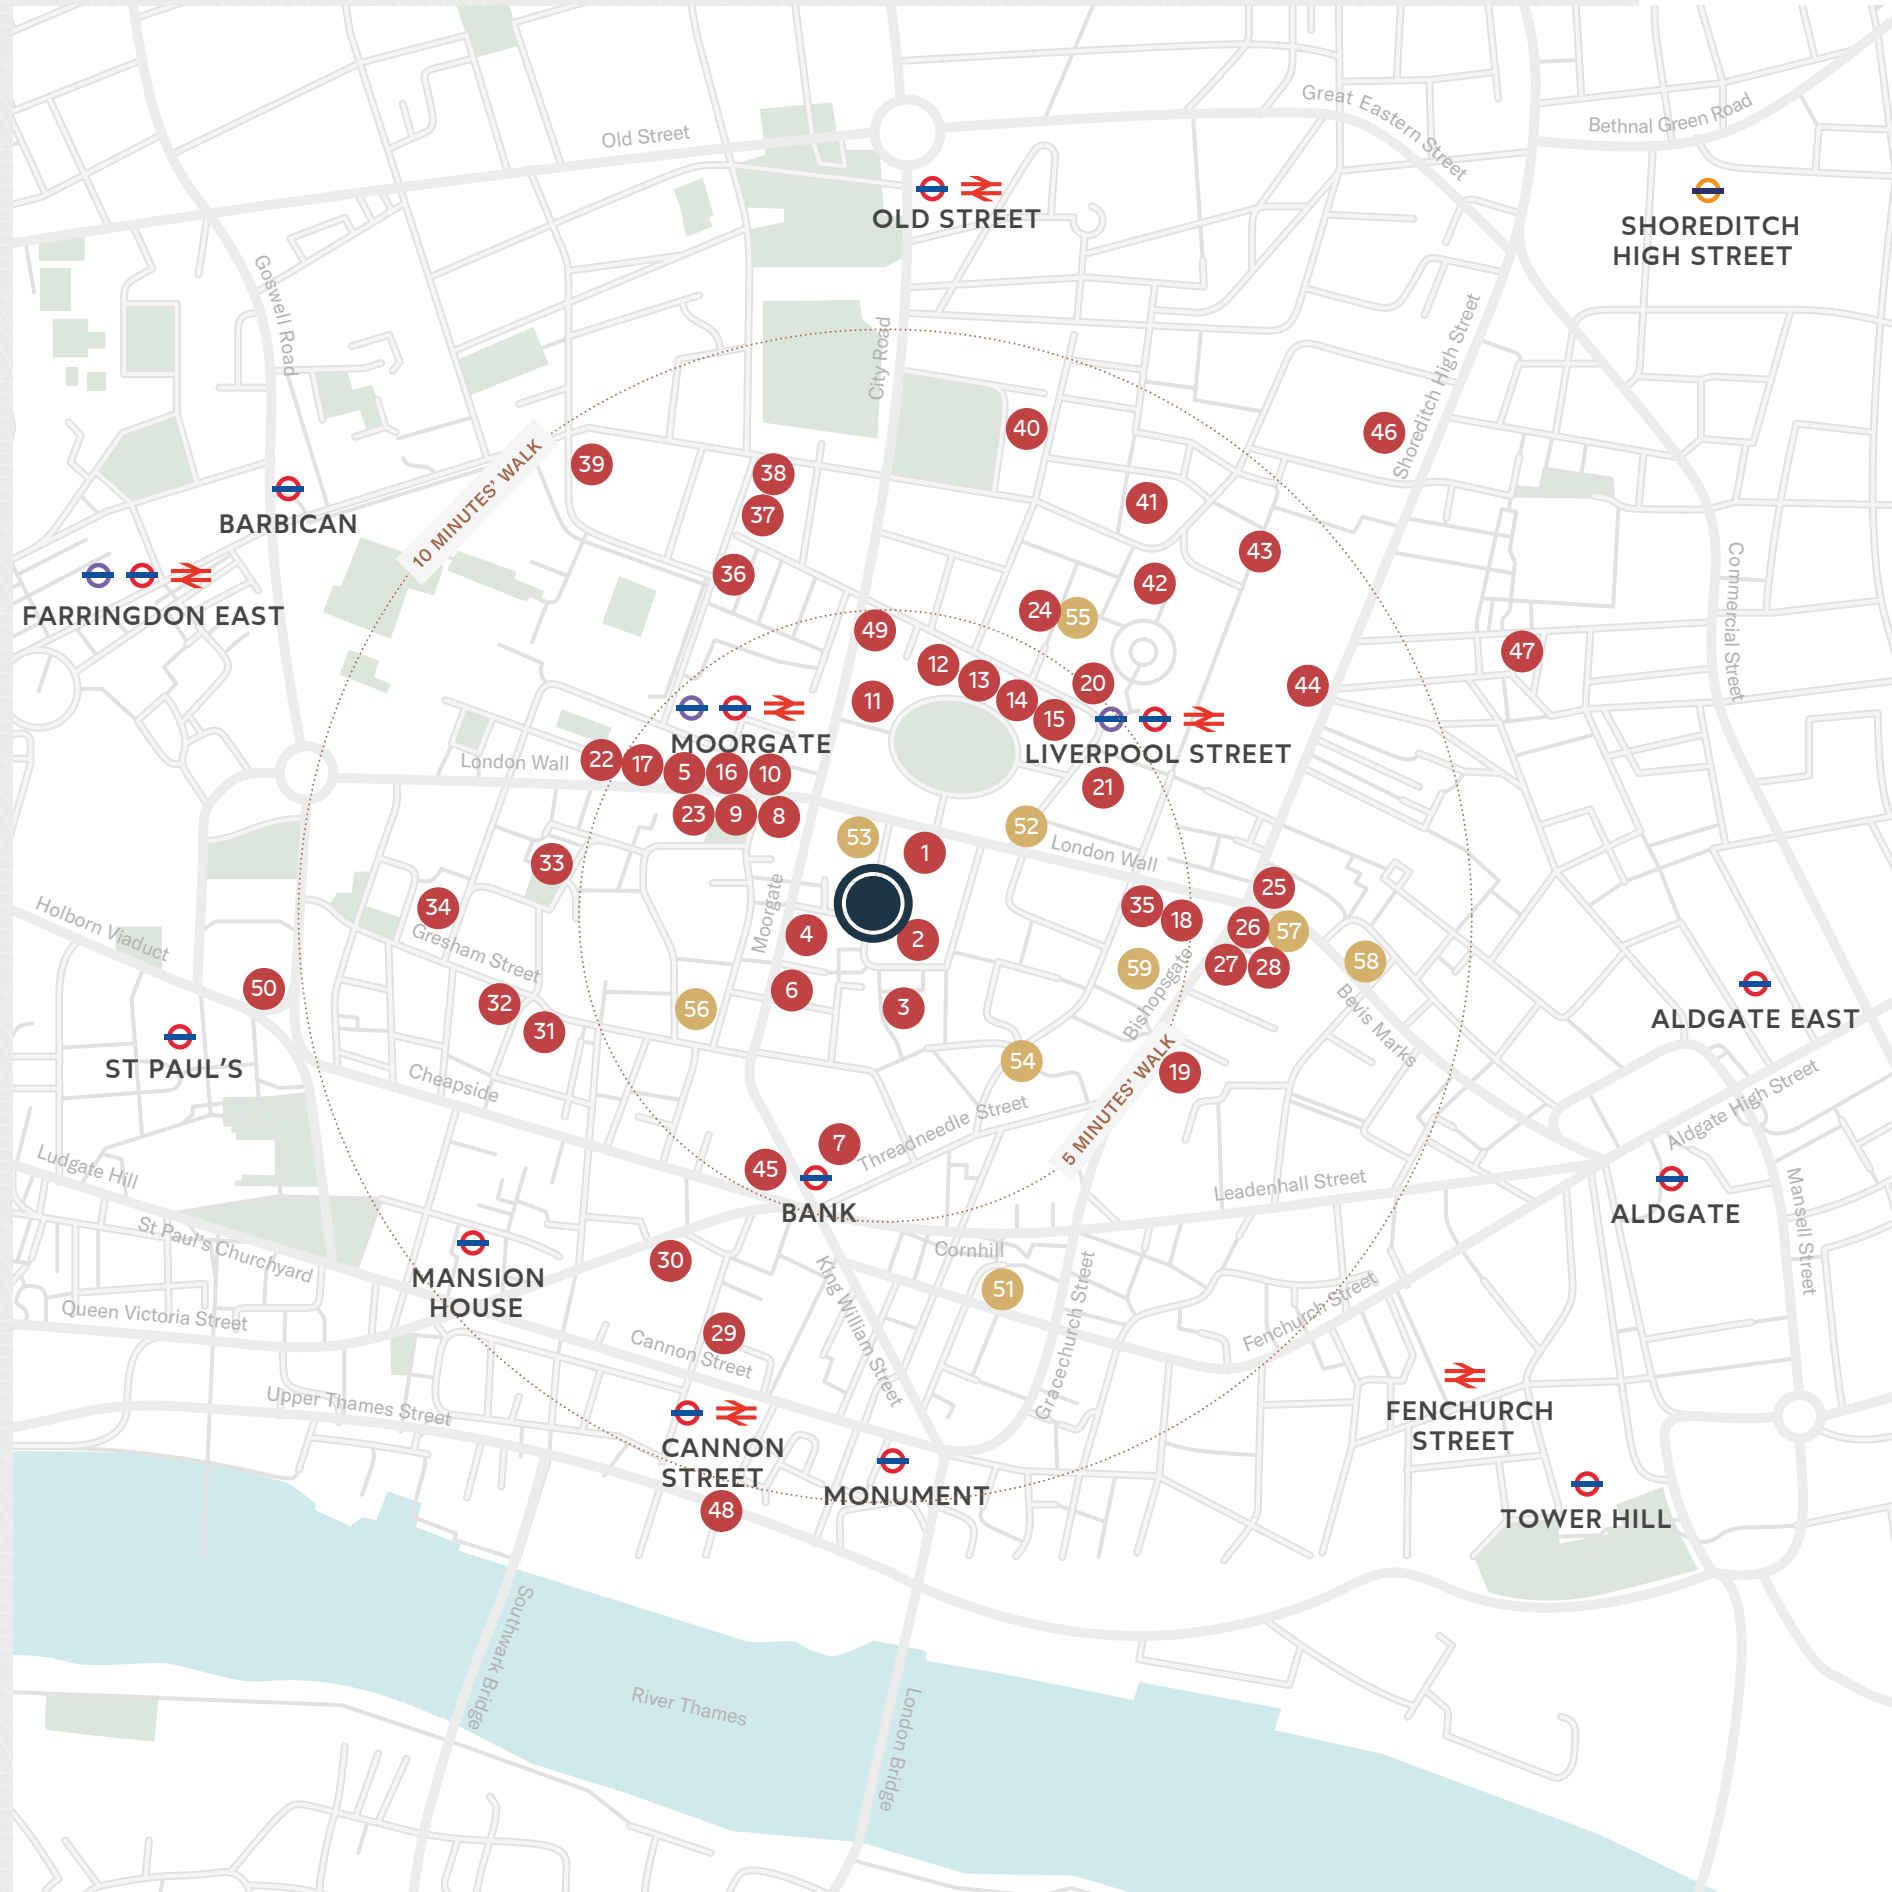 Old Street
Great Eastern Street
Bethnal Green Road
OLD STREET
SHOREDITCH
HIGH STREET
Goswell Road
City Road
Shoreditch High Street
40
46
39
38
10 MINUTES' WALK
BARBICAN
37
41
43
36
42
Commercial Street
FARRINGDON EAST
24
55
49
47
12
13
20
44
11
14
15
MOORGATE
LIVERPOOL STREET
London Wall
22
17
5
16
10
21
23
9
8
53
52
1
London Wall
33
25
Moorgate
34
35
18
Holborn Viaduct
Gresham Street
4
2
26
57
27
28
58
59
Bishopsgate
50
6
3
56
32
31
Bevis Marks
ALDGATE EAST
ST PAUL'S
54
19
5 MINUTES' WALK
Cheapside
Threadneedle Street
Aldgate High Street
7
45
Ludgate Hill
BANK
Leadenhall Street
ALDGATE
Mansell Street
St Paul's Churchyard
MANSION
HOUSE
30
Cornhill
51
King William Street
Gracechurch Street
Fenchurch Street
Queen Victoria Street
29
Cannon Street
Upper Thames Street
FENCHURCH
STREET
CANNON
STREET
MONUMENT
48
TOWER HILL
Southwark Bridge
River Thames
London Bridge